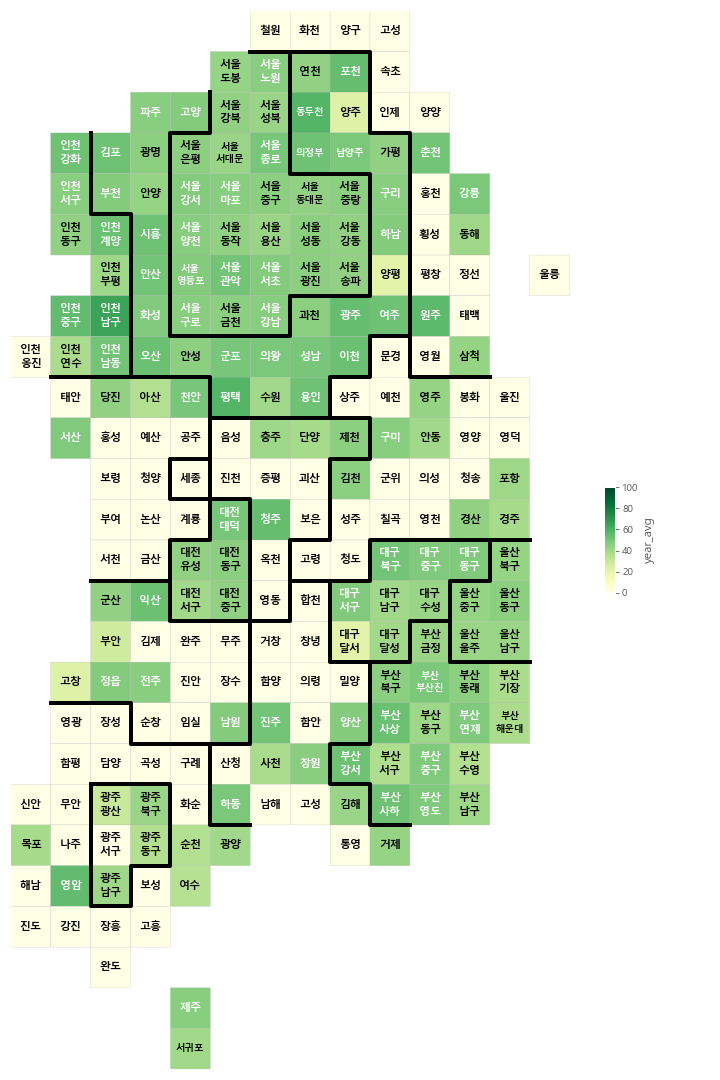 철원 화천 양구 고성
서울 도봉 서울 노원 연천 포천 속초
파주 고양 서울 강북 서울 성북 동두천 양주 인제 양양
인천 강화 김포 광명 서울 은평 서울 서대문 서울 종로 의정부 남양주 가평 춘천
인천 서구 부천 안양 서울 강서 서울 마포 서울 중구 서울 동대문 서울 중랑 구리 홍천 강릉
인천 동구 인천 계양 시흥 서울 양천 서울 동작 서울 용산 서울 성동 서울 강동 하남 횡성 동해
인천 부평 안산 서울 영등포 서울 관악 서울 서초 서울 광진 서울 송파 양평 평창 정선 울릉
인천 중구 인천 남구 화성 서울 구로 서울 금천 서울 강남 과천 광주 여주 원주 태백
인천 옹진 인천 연수 인천 남동 오산 안성 군포 의왕 성남 이천 문경 영월 삼척
태안 당진 아산 천안 평택 수원 용인 상주 예천 영주 봉화 울진
서산 홍성 예산 공주 음성 충주 단양 제천 구미 안동 영양 영덕
보령 청양 세종 진천 증평 괴산 김천 군위 의성 청송 포항
부여 논산 계룡 대전 대덕 청주 보은 성주 칠곡 영천 경산 경주
서천 금산 대전 유성 대전 동구 옥천 고령 청도 대구 북구 대구 중구 대구 동구 울산 북구
군산 익산 대전 서구 대전 중구 영동 합천 대구 서구 대구 남구 대구 수성 울산 중구 울산 동구
부안 김제 완주 무주 거창 창녕 대구 달서 대구 달성 부산 금정 울산 울주 울산 남구
고창 정읍 전주 진안 장수 함양 의령 밀양 부산 북구 부산 부산진 부산 동래 부산 기장
영광 장성 순창 임실 남원 진주 함안 양산 부산 사상 부산 동구 부산 연제 부산 해운대
함평 담양 곡성 구례 산청 사천 창원 부산 강서 부산 서구 부산 중구 부산 수영
신안 무안 광주 광산 광주 북구 화순 하동 남해 고성 김해 부산 사하 부산 영도 부산 남구
목포 나주 광주 서구 광주 동구 순천 광양 통영 거제
해남 영암 광주 남구 보성 여수
진도 강진 장흥 고흥
완도
제주
서귀포
100
80
60
40
20
0
year_avg